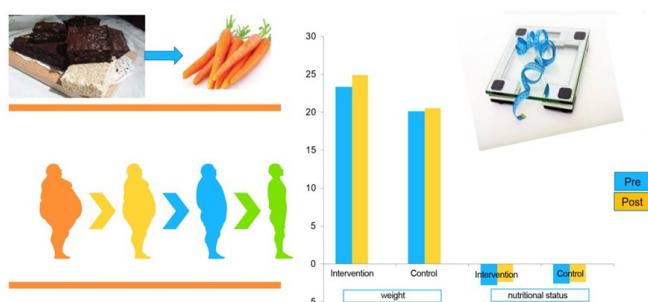 30
25
20
15
10
5
0
5
Intervention
Control
Intervention
Control
weight
nutritional status
Pre
Post